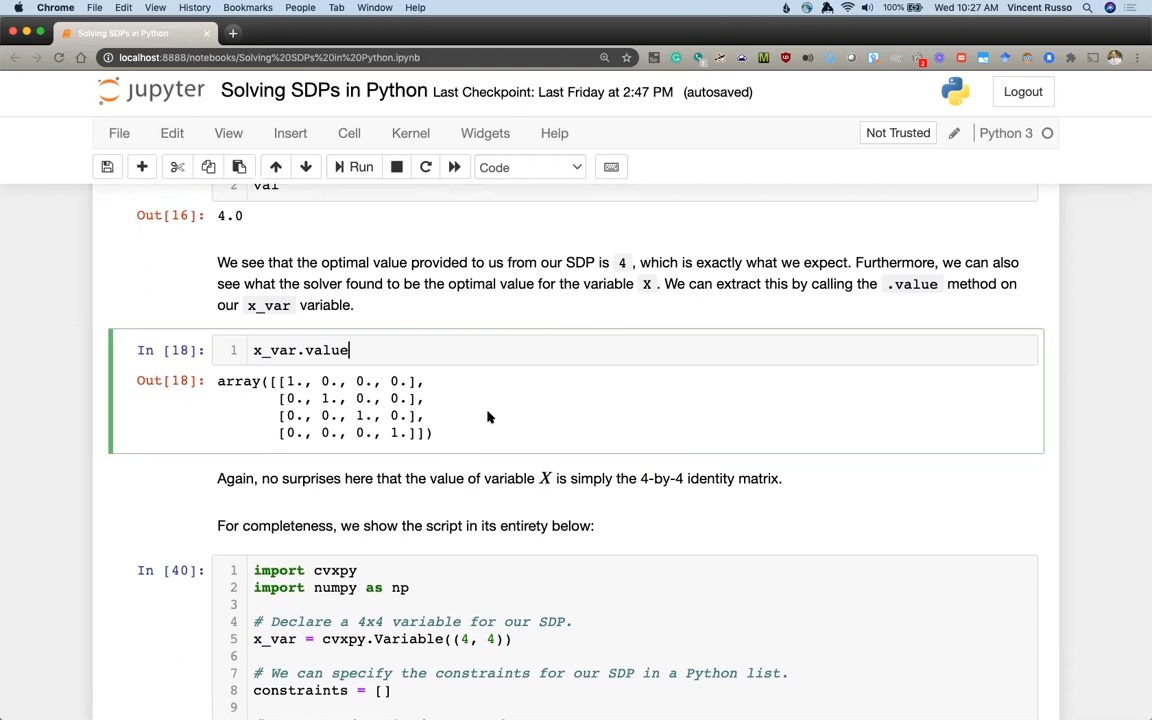 Chrome File Edit View History Bookmarks People Tab Window Help 100% Wed 10:27 AM Vincent Russo
Solving SDPs in Python
localhost:8888/notebooks/Solving%20SDPs%20in%20Python.ipynb
jupyter Solving SDPs in Python Last Checkpoint: Last Friday at 2:47 PM (autosaved) Logout
File Edit View Insert Cell Kernel Widgets Help Not Trusted Python 3
Run Code
2 val
Out[16]: 4.0
We see that the optimal value provided to us from our SDP is 4 , which is exactly what we expect. Furthermore, we can also
see what the solver found to be the optimal value for the variable X . We can extract this by calling the .value method on
our x_var variable.
In [18]: 1 x_var.value
Out[18]: array([[1., 0., 0., 0.],
[0., 1., 0., 0.],
[0., 0., 1., 0.],
[0., 0., 0., 1.]])
Again, no surprises here that the value of variable X is simply the 4-by-4 identity matrix.
For completeness, we show the script in its entirety below:
In [40]: 1 import cvxpy
2 import numpy as np
3
4 # Declare a 4x4 variable for our SDP.
5 x_var = cvxpy.Variable((4, 4))
6
7 # We can specify the constraints for our SDP in a Python list.
8 constraints = []
9